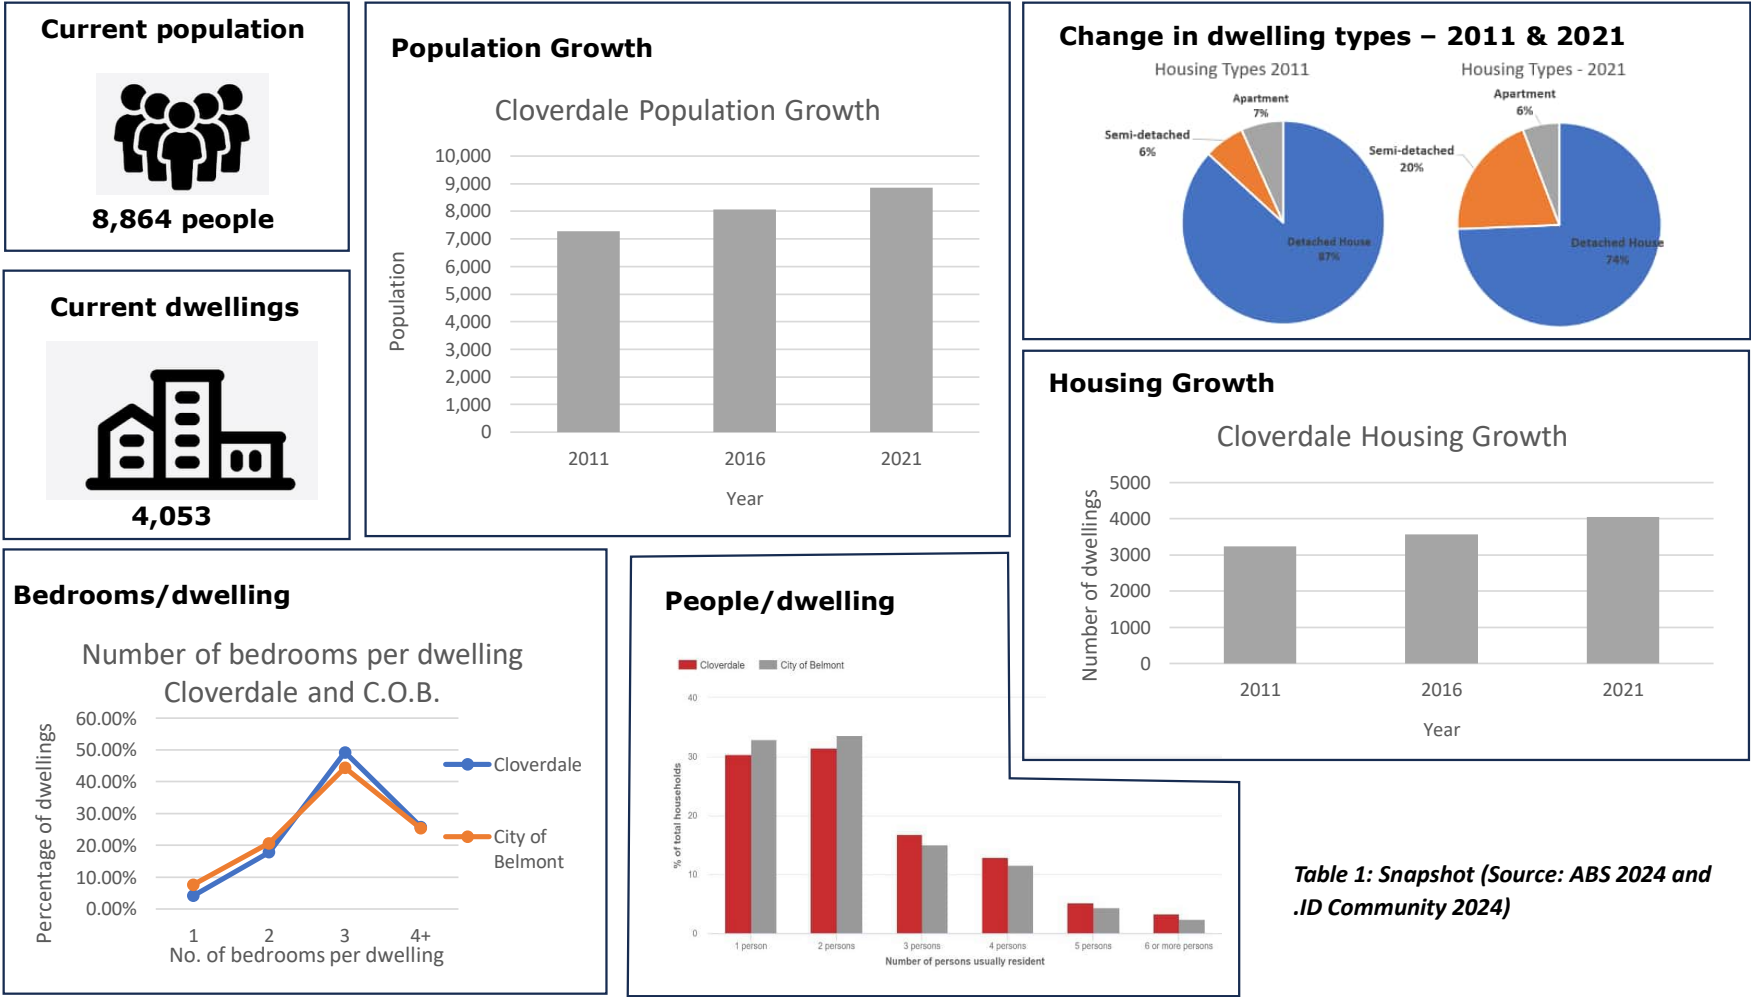 Current population
8,864 people
Current dwellings
4,053
Population Growth
Cloverdale Population Growth
10,000
9,000
8,000
7,000
6,000
5,000
4,000
3,000
2,000
1,000
0
Population
2011
2016
2021
Year
Change in dwelling types – 2011 & 2021
Housing Types 2011
Apartment
7%
Semi-detached
6%
Detached House
87%
Housing Types - 2021
Apartment
6%
Semi-detached
20%
Detached House
74%
Housing Growth
Cloverdale Housing Growth
5000
4000
3000
2000
1000
0
Number of dwellings
2011
2016
2021
Year
Bedrooms/dwelling
Number of bedrooms per dwelling
Cloverdale and C.O.B.
60.00%
50.00%
40.00%
30.00%
20.00%
10.00%
0.00%
Percentage of dwellings
1
2
3
4+
No. of bedrooms per dwelling
Cloverdale
City of
Belmont
People/dwelling
Cloverdale
City of Belmont
40
30
20
10
0
% of total households
1 person
2 persons
3 persons
4 persons
5 persons
6 or more persons
Number of persons usually resident
Table 1: Snapshot (Source: ABS 2024 and
.ID Community 2024)